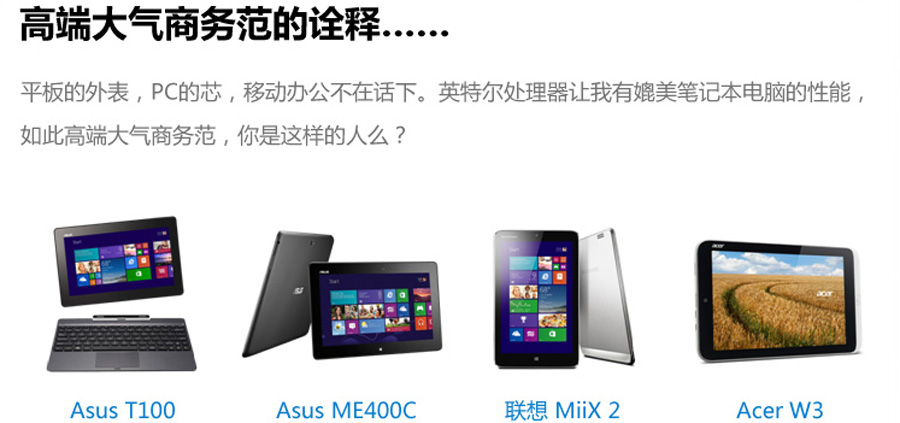 高端大气商务范的诠释……
平板的外表，PC的芯，移动办公不在话下。英特尔处理器让我有媲美笔记本电脑的性能，
如此高端大气商务范，你是这样的人么？
Asus T100
Asus ME400C
联想 MiiX 2
Acer W3